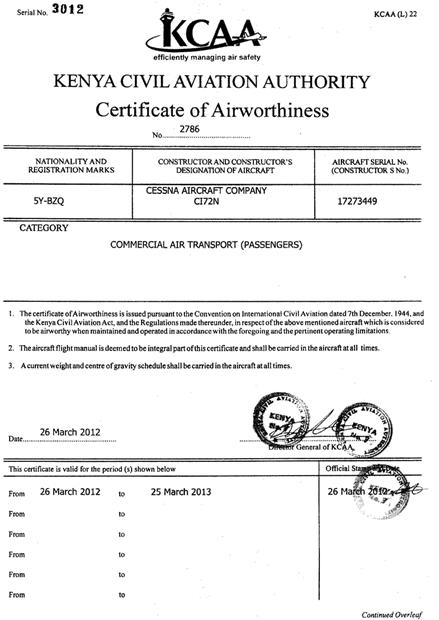 Serial No. 3012
KCAA (L) 22
KCAA
efficiently managing air safety
KENYA CIVIL AVIATION AUTHORITY
Certificate of Airworthiness
No. 2786
NATIONALITY AND
REGISTRATION MARKS
CONSTRUCTOR AND CONSTRUCTOR'S
DESIGNATION OF AIRCRAFT
AIRCRAFT SERIAL No.
(CONSTRUCTOR S No.)
5Y-BZQ
CESSNA AIRCRAFT COMPANY
C172N
17273449
CATEGORY
COMMERCIAL AIR TRANSPORT (PASSENGERS)
1. The certificate of Airworthiness is issued pursuant to the Convention on International Civil Aviation dated 7th December, 1944, and
the Kenya Civil Aviation Act, and the Regulations made thereunder, in respect of the above mentioned aircraft which is considered
to be airworthy when maintained and operated in accordance with the foregoing and the pertinent operating limitations.
2. The aircraft flight manual is deemed to be integral part of this certificate and shall be carried in the aircraft at all times.
3. A current weight and centre of gravity schedule shall be carried in the aircraft at all times.
CIVIL AVIATION
KENYA
No.
AVIATION
KENYA
Date 26 March 2012
Director General of KCAA
This certificate is valid for the period (s) shown below
Official Stamp
From 26 March 2012 to 25 March 2013
26 March 2012
From to
From to
From to
From to
From to
Continued Overleaf